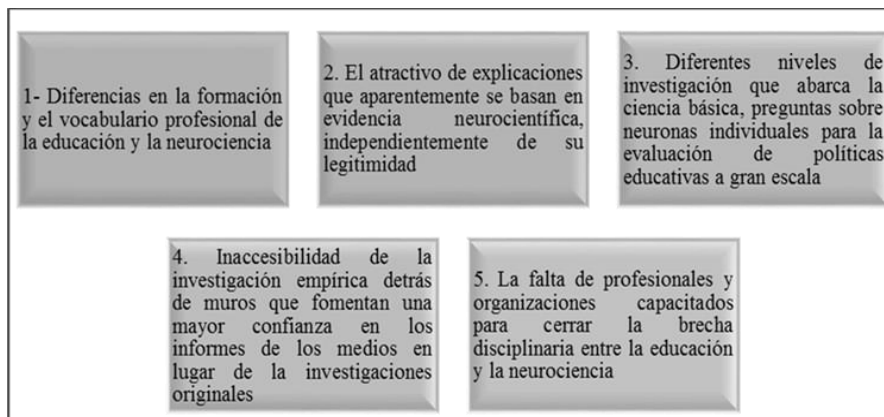 1- Diferencias en la formación
y el vocabulario profesional de
la educación y la neurociencia
2. El atractivo de explicaciones
que aparentemente se basan en
evidencia neurocientífica,
independientemente de su
legitimidad
3. Diferentes niveles de
investigación que abarca la
ciencia básica, preguntas sobre
neuronas individuales para la
evaluación de políticas
educativas a gran escala
4. Inaccesibilidad de la
investigación empírica detrás
de muros que fomentan una
mayor confianza en los
informes de los medios en
lugar de la investigaciones
originales
5. La falta de profesionales y
organizaciones capacitados
para cerrar la brecha
disciplinaria entre la educación
y la neurociencia